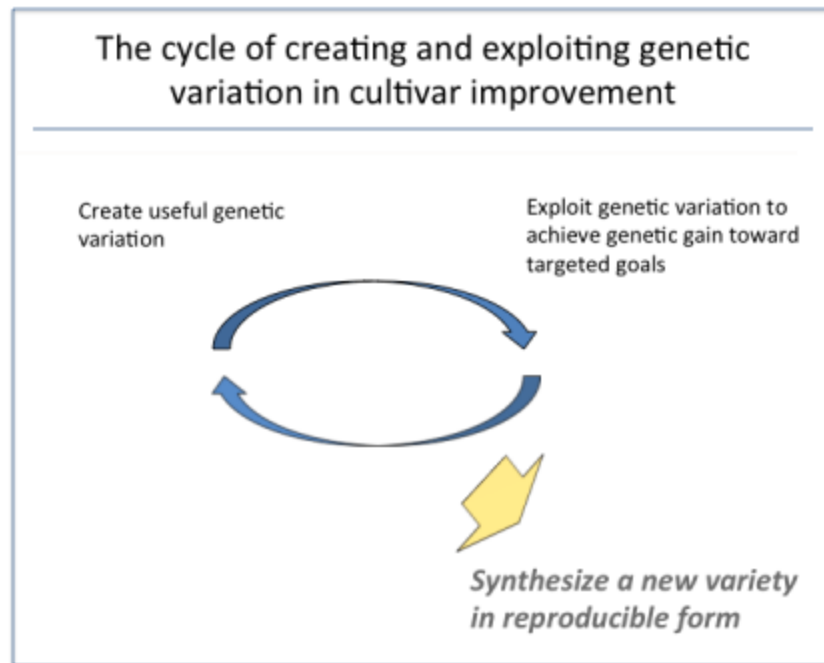 The cycle of creating and exploiting genetic
variation in cultivar improvement
Create useful genetic
variation
Exploit genetic variation to
achieve genetic gain toward
targeted goals
Synthesize a new variety
in reproducible form